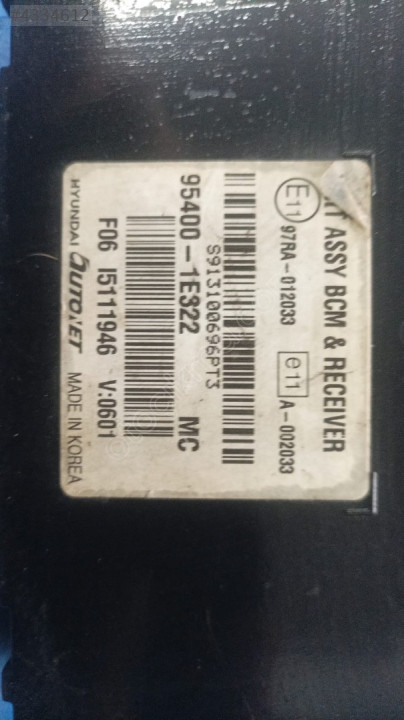 #4334612
ASSY BCM & RECEIVER
E11 97RA-012033 e11 A-002033
S913100696PT3
95400-1E322 MC
F06 I5111946 V:0601
HYUNDAI AUTONET MADE IN KOREA